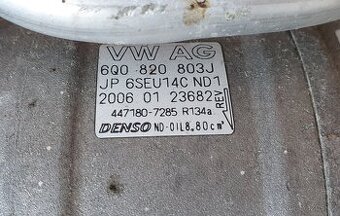 VW AG
6Q0 820 803J
JP 6SEU14C ND1
2006 01 23682
REV
447180-7285 R134a
DENSO ND-OIL8,80cm³